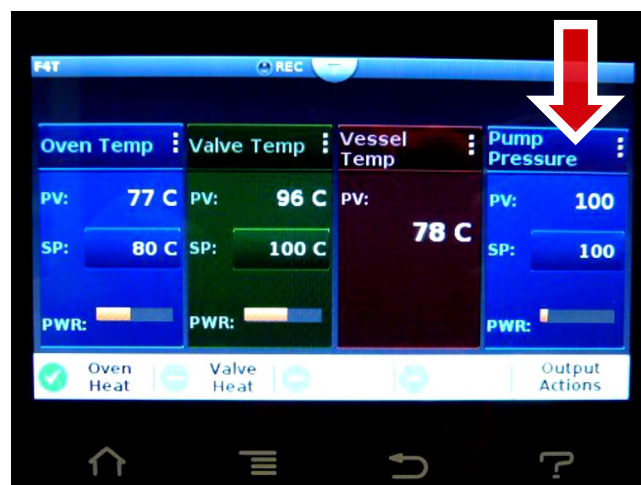 F4T REC
Oven Temp
PV: 77 C
SP: 80 C
PWR:
Valve Temp
PV: 96 C
SP: 100 C
PWR:
Vessel
Temp
PV:
78 C
Pump
Pressure
PV: 100
SP: 100
PWR:
Oven
Heat
Valve
Heat
Output
Actions
?